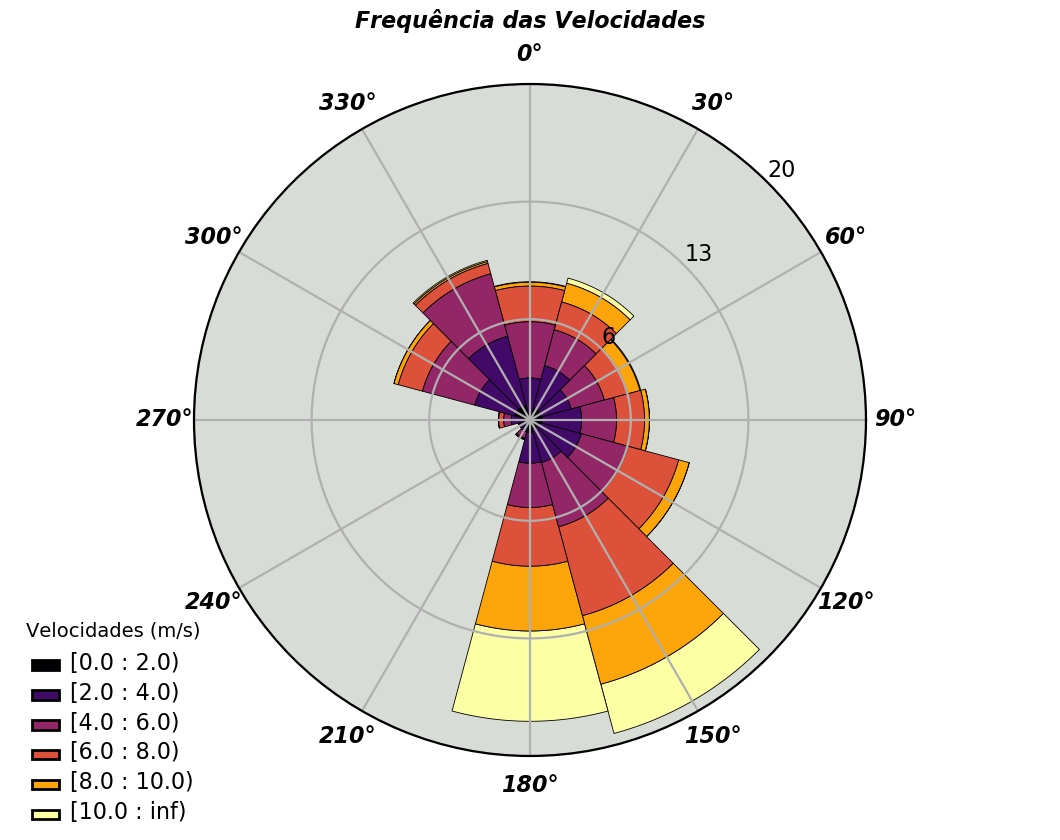 Frequência das Velocidades
0°
330°
30°
20
300°
60°
13
6
270°
90°
240°
120°
210°
150°
180°
Velocidades (m/s)
[0.0 : 2.0)
[2.0 : 4.0)
[4.0 : 6.0)
[6.0 : 8.0)
[8.0 : 10.0)
[10.0 : inf)